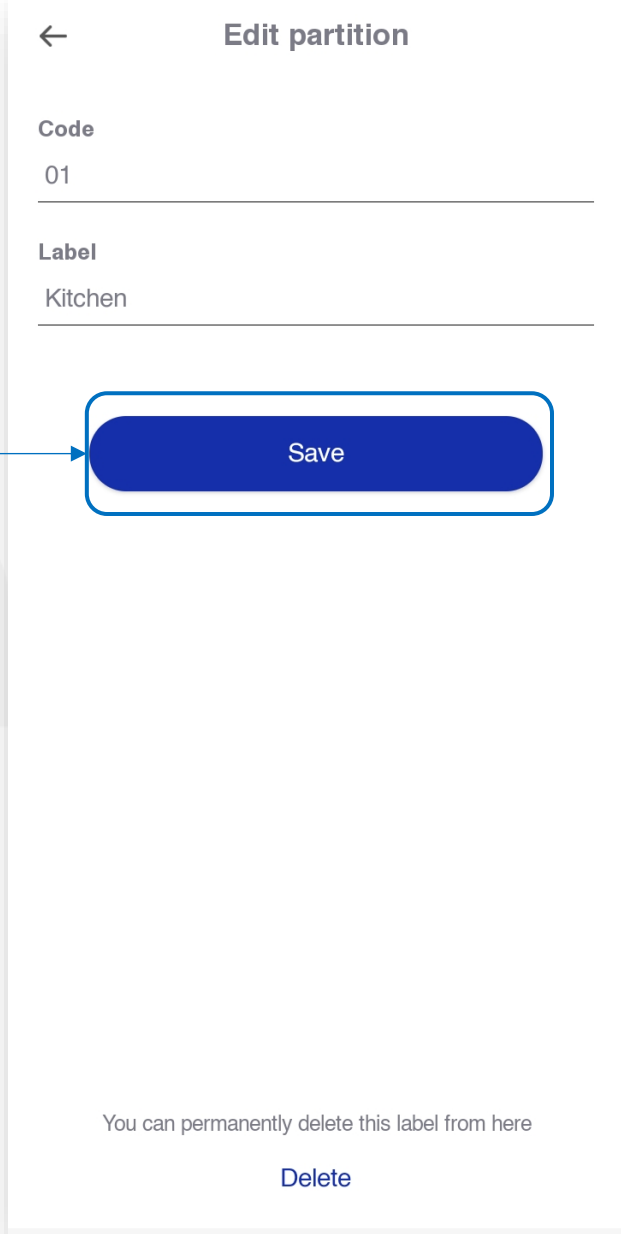 Edit partition
Code
01
Label
Kitchen
Save
You can permanently delete this label from here
Delete